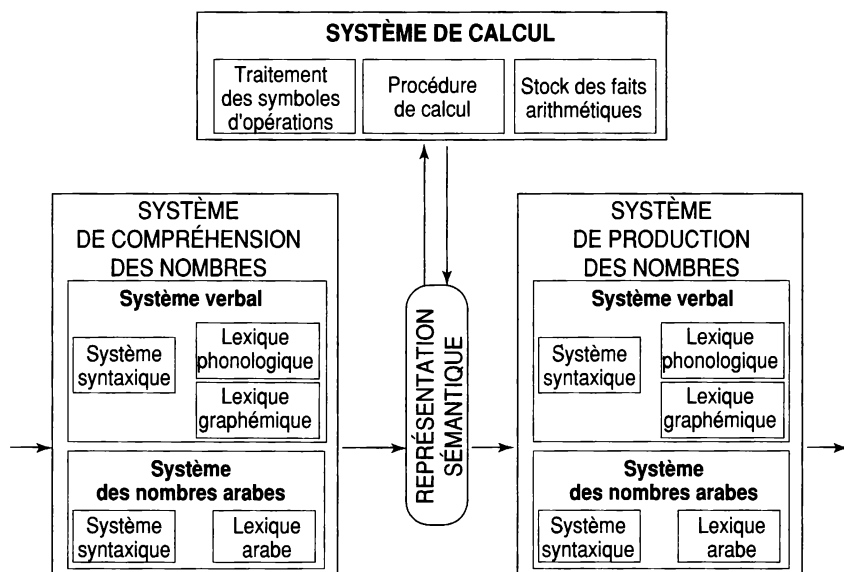 SYSTÈME DE CALCUL
Traitement
des symboles
d'opérations
Procédure
de calcul
Stock des faits
arithmétiques
SYSTÈME
DE COMPRÉHENSION
DES NOMBRES
Système verbal
Système
syntaxique
Lexique
phonologique
Lexique
graphémique
Système
des nombres arabes
Système
syntaxique
Lexique
arabe
REPRÉSENTATION
SÉMANTIQUE
SYSTÈME
DE PRODUCTION
DES NOMBRES
Système verbal
Système
syntaxique
Lexique
phonologique
Lexique
graphémique
Système
des nombres arabes
Système
syntaxique
Lexique
arabe